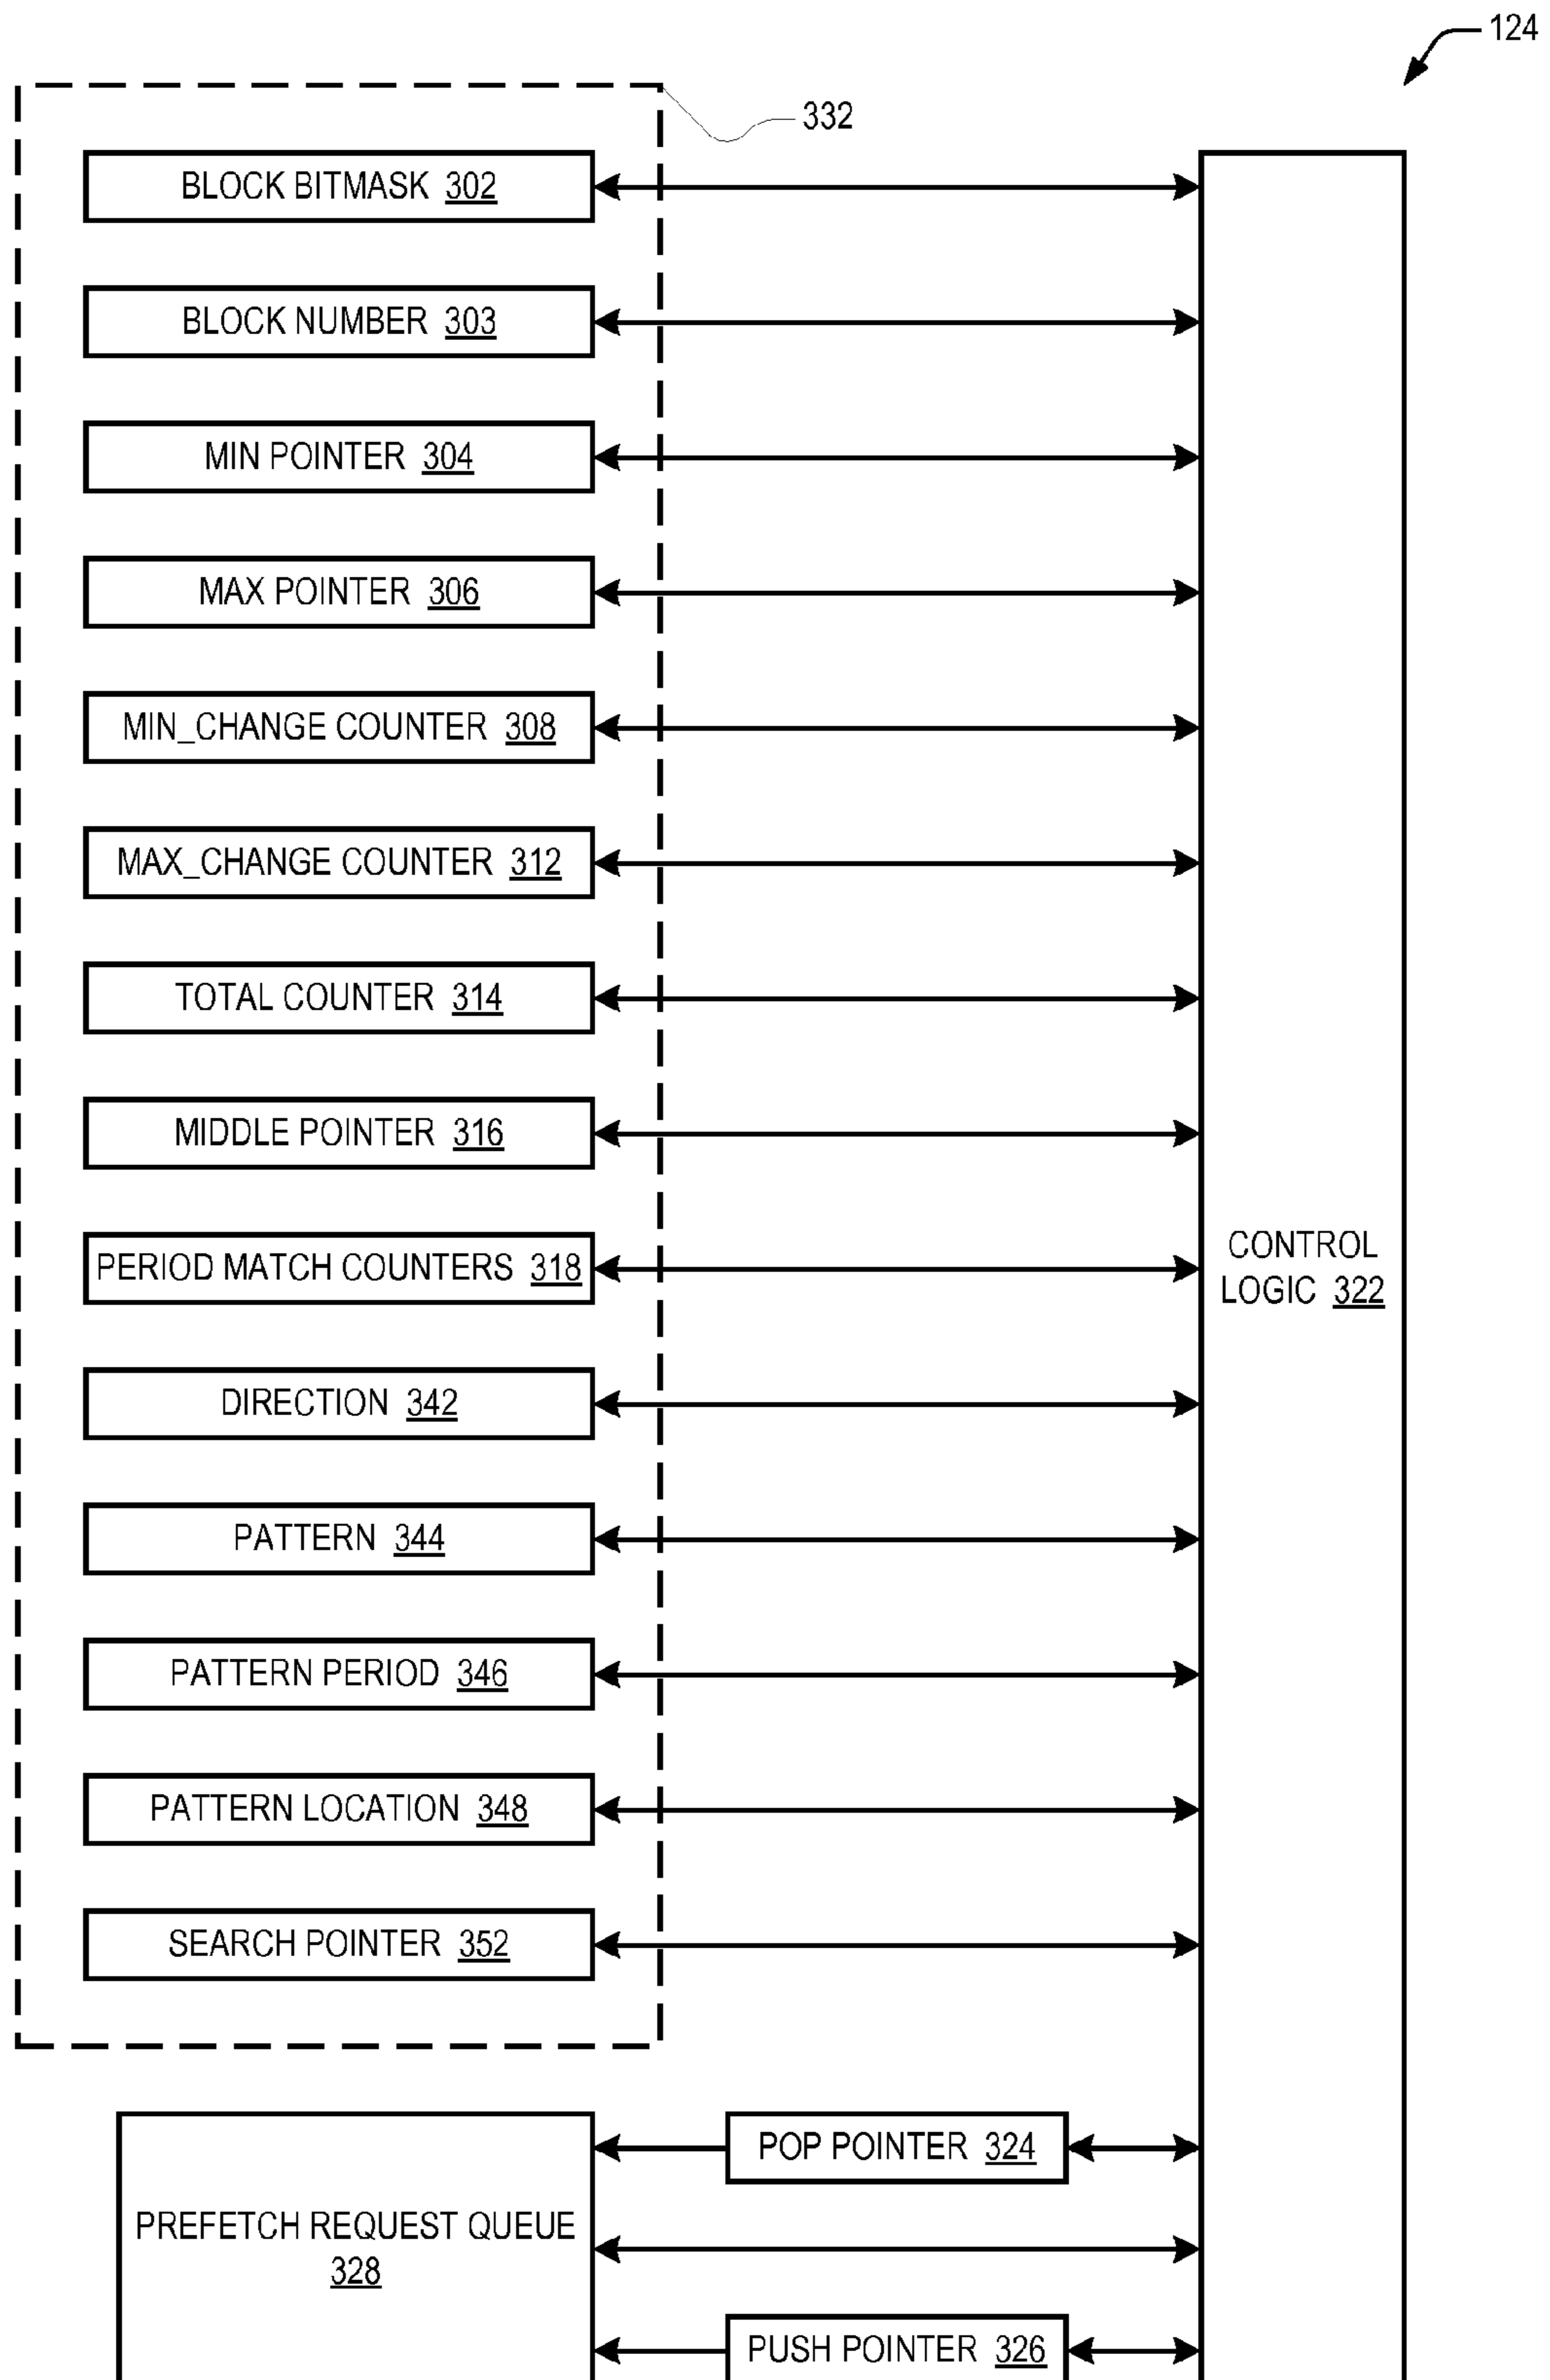 124
332
BLOCK BITMASK 302
BLOCK NUMBER 303
MIN POINTER 304
MAX POINTER 306
MIN_CHANGE COUNTER 308
MAX_CHANGE COUNTER 312
TOTAL COUNTER 314
MIDDLE POINTER 316
PERIOD MATCH COUNTERS 318
CONTROL
LOGIC 322
DIRECTION 342
PATTERN 344
PATTERN PERIOD 346
PATTERN LOCATION 348
SEARCH POINTER 352
POP POINTER 324
PREFETCH REQUEST QUEUE
328
PUSH POINTER 326